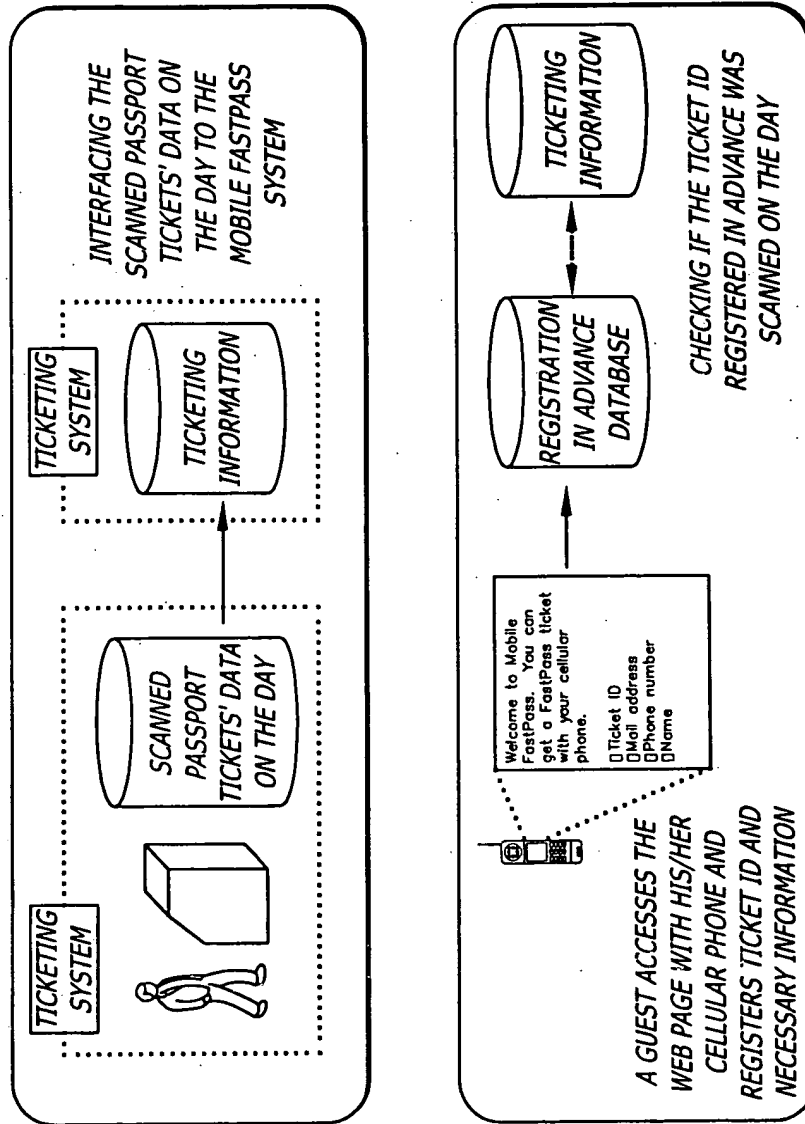 TICKETING
SYSTEM
SCANNED
PASSPORT
TICKETS' DATA
ON THE DAY
TICKETING
SYSTEM
TICKETING
INFORMATION
INTERFACING THE
SCANNED PASSPORT
TICKETS' DATA ON
THE DAY TO THE
MOBILE FASTPASS
SYSTEM
A GUEST ACCESSES THE
WEB PAGE WITH HIS/HER
CELLULAR PHONE AND
REGISTERS TICKET ID AND
NECESSARY INFORMATION
Welcome to Mobile
FastPass. You can
get a FastPass ticket
with your cellular
phone.
▯Ticket ID
▯Mail address
▯Phone number
▯Name
REGISTRATION
IN ADVANCE
DATABASE
TICKETING
INFORMATION
CHECKING IF THE TICKET ID
REGISTERED IN ADVANCE WAS
SCANNED ON THE DAY